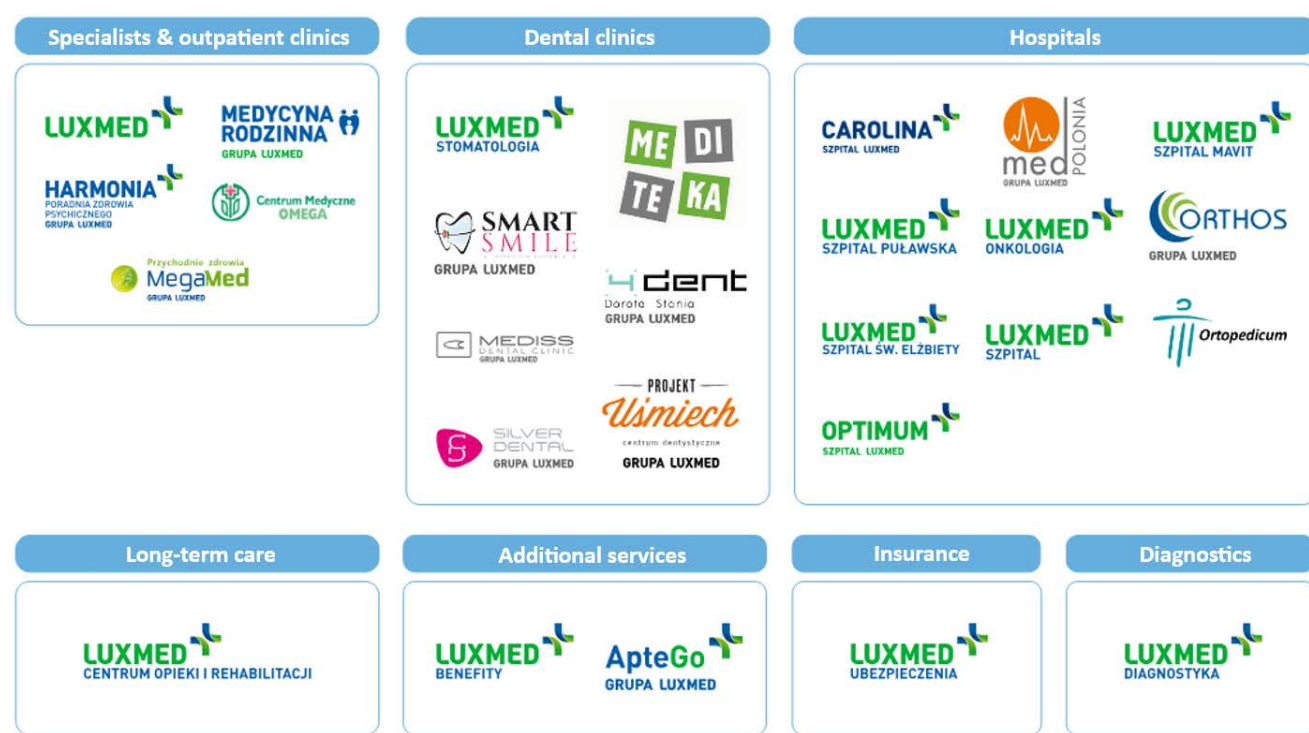 Specialists & outpatient clinics
LUXMED
MEDYCYNA
RODZINNA
GRUPA LUXMED
HARMONIA
PORADNIA ZDROWIA
PSYCHICZNEGO
GRUPA LUXMED
Centrum Medyczne
OMEGA
Przychodnie zdrowia
MegaMed
GRUPA LUXMED
Dental clinics
LUXMED
STOMATOLOGIA
ME DI
TE KA
SMART
SMILE
GRUPA LUXMED
4dent
Dorota Stania
GRUPA LUXMED
MEDISS
DENTAL CLINIC
GRUPA LUXMED
PROJEKT
Uśmiech
centrum dentystyczne
GRUPA LUXMED
SILVER
DENTAL
GRUPA LUXMED
Hospitals
CAROLINA
SZPITAL LUXMED
med
POLONIA
GRUPA LUXMED
LUXMED
SZPITAL MAVIT
LUXMED
SZPITAL PUŁAWSKA
LUXMED
ONKOLOGIA
ORTHOS
GRUPA LUXMED
LUXMED
SZPITAL ŚW. ELŻBIETY
LUXMED
SZPITAL
Ortopedicum
OPTIMUM
SZPITAL LUXMED
Long-term care
LUXMED
CENTRUM OPIEKI I REHABILITACJI
Additional services
LUXMED
BENEFITY
ApteGo
GRUPA LUXMED
Insurance
LUXMED
UBEZPIECZENIA
Diagnostics
LUXMED
DIAGNOSTYKA